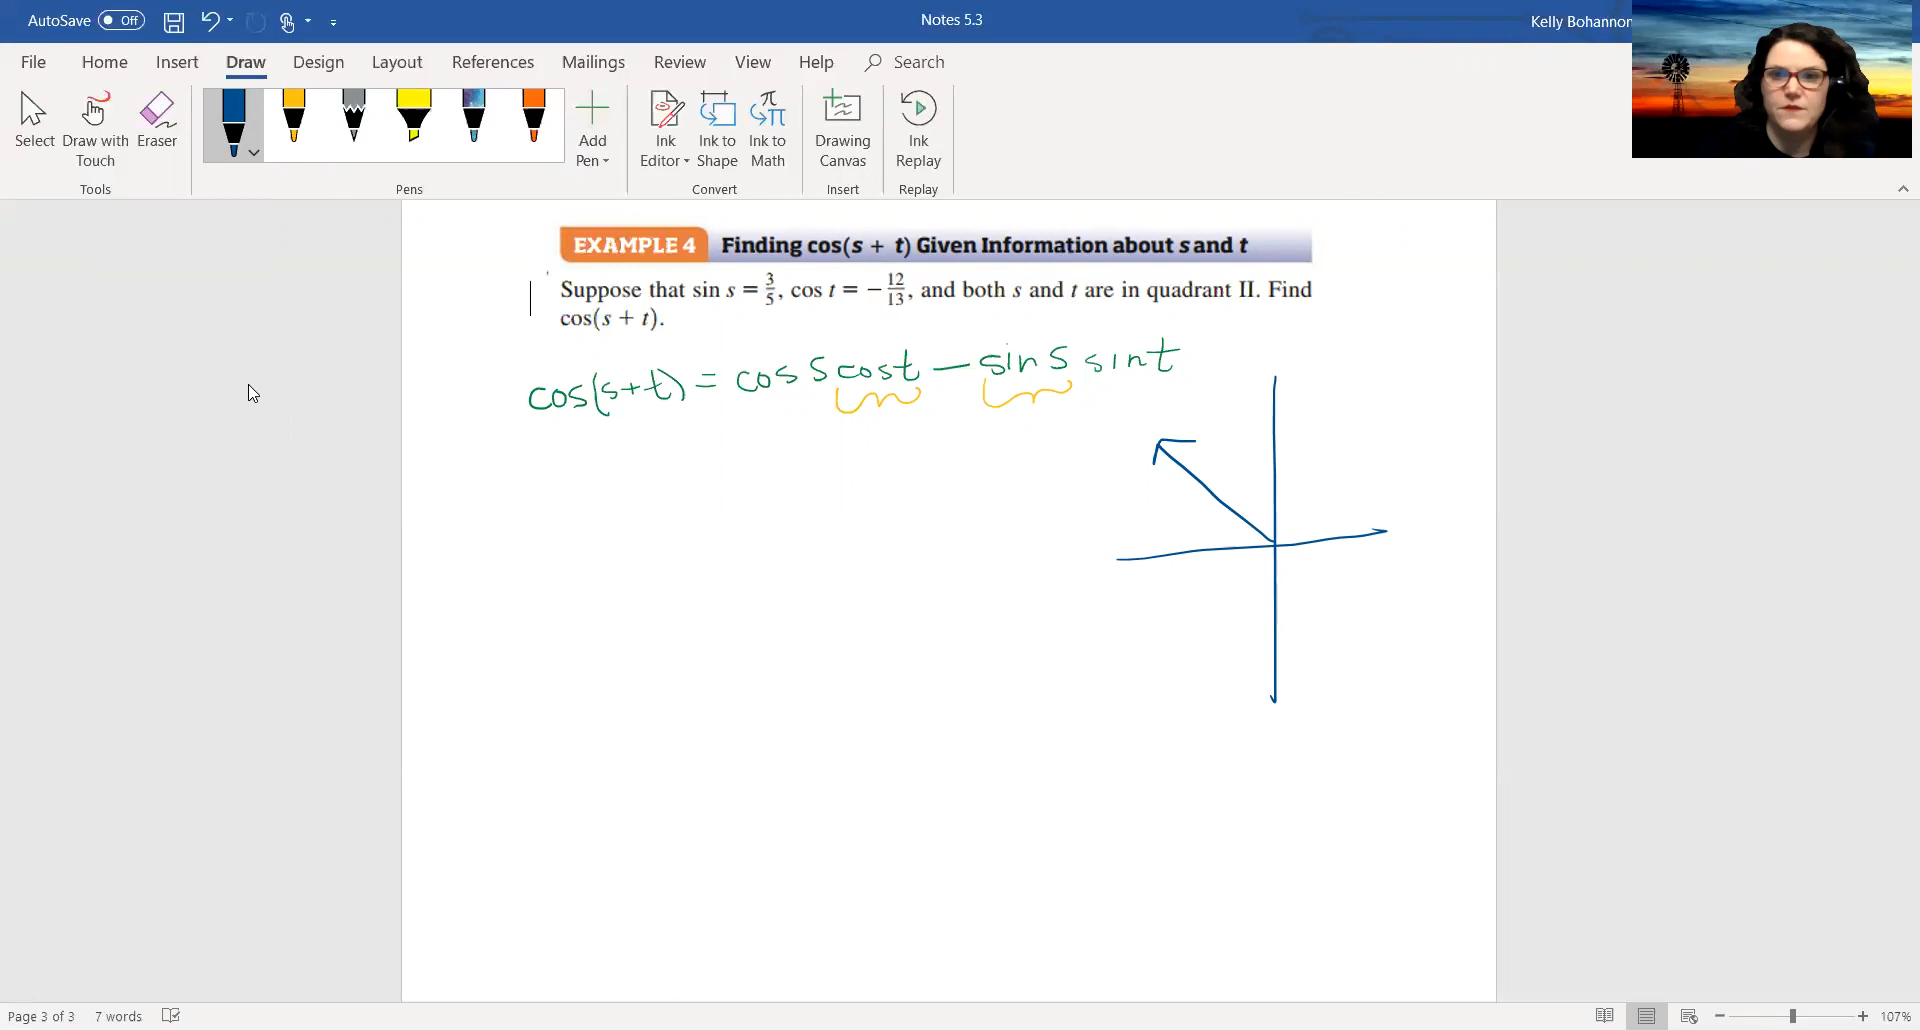 AutoSave Off
Notes 5.3
Kelly Bohannon
File Home Insert Draw Design Layout References Mailings Review View Help Search
Select
Draw with Touch
Eraser
Add Pen
Ink Editor
Ink to Shape
Ink to Math
Drawing Canvas
Ink Replay
Tools Pens Convert Insert Replay
EXAMPLE 4 Finding cos(s + t) Given Information about s and t
Suppose that sin s = 3/5, cos t = −12/13, and both s and t are in quadrant II. Find
cos(s + t).
cos(s+t) = cos s cos t − sin s sin t
Page 3 of 3 7 words 107%